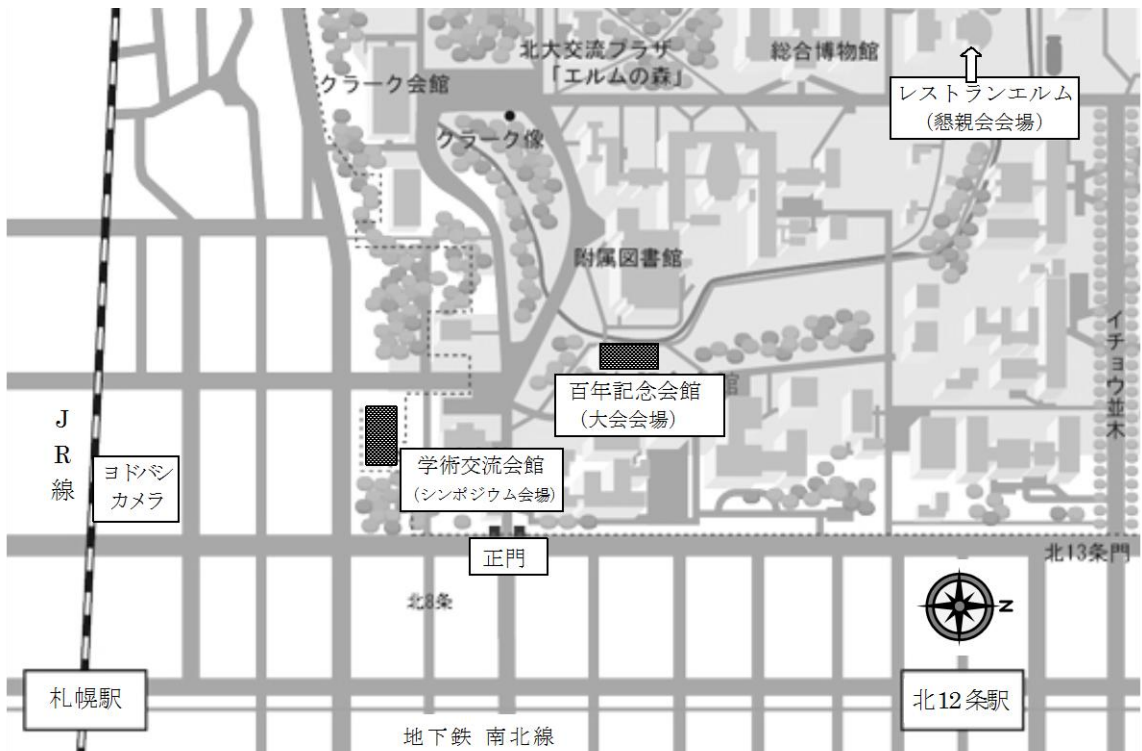 北大交流プラザ
「エルムの森」
総合博物館
クラーク会館
レストランエルム
(懇親会会場)
クラーク像
附属図書館
イチョウ並木
百年記念会館
(大会会場)
館
JR線
学術交流会館
(シンポジウム会場)
ヨドバシ
カメラ
正門
北13条門
北8条
N
札幌駅
北12条駅
地下鉄 南北線